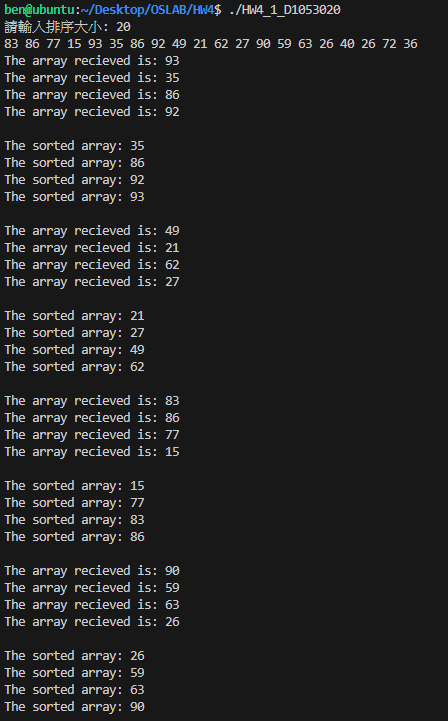 ben@ubuntu:~/Desktop/OSLAB/HW4$ ./HW4_1_D1053020
請輸入排序大小: 20
83 86 77 15 93 35 86 92 49 21 62 27 90 59 63 26 40 26 72 36
The array recieved is: 93
The array recieved is: 35
The array recieved is: 86
The array recieved is: 92

The sorted array: 35
The sorted array: 86
The sorted array: 92
The sorted array: 93

The array recieved is: 49
The array recieved is: 21
The array recieved is: 62
The array recieved is: 27

The sorted array: 21
The sorted array: 27
The sorted array: 49
The sorted array: 62

The array recieved is: 83
The array recieved is: 86
The array recieved is: 77
The array recieved is: 15

The sorted array: 15
The sorted array: 77
The sorted array: 83
The sorted array: 86

The array recieved is: 90
The array recieved is: 59
The array recieved is: 63
The array recieved is: 26

The sorted array: 26
The sorted array: 59
The sorted array: 63
The sorted array: 90